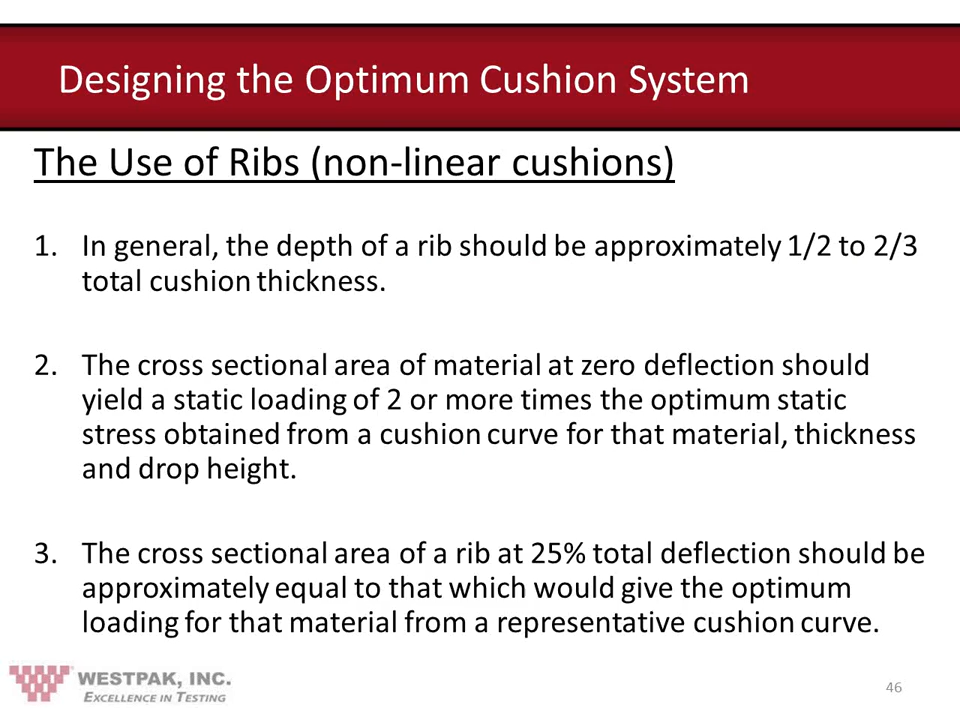 Designing the Optimum Cushion System
The Use of Ribs (non-linear cushions)
1. In general, the depth of a rib should be approximately 1/2 to 2/3
total cushion thickness.
2. The cross sectional area of material at zero deflection should
yield a static loading of 2 or more times the optimum static
stress obtained from a cushion curve for that material, thickness
and drop height.
3. The cross sectional area of a rib at 25% total deflection should be
approximately equal to that which would give the optimum
loading for that material from a representative cushion curve.
WESTPAK, INC.
EXCELLENCE IN TESTING
46